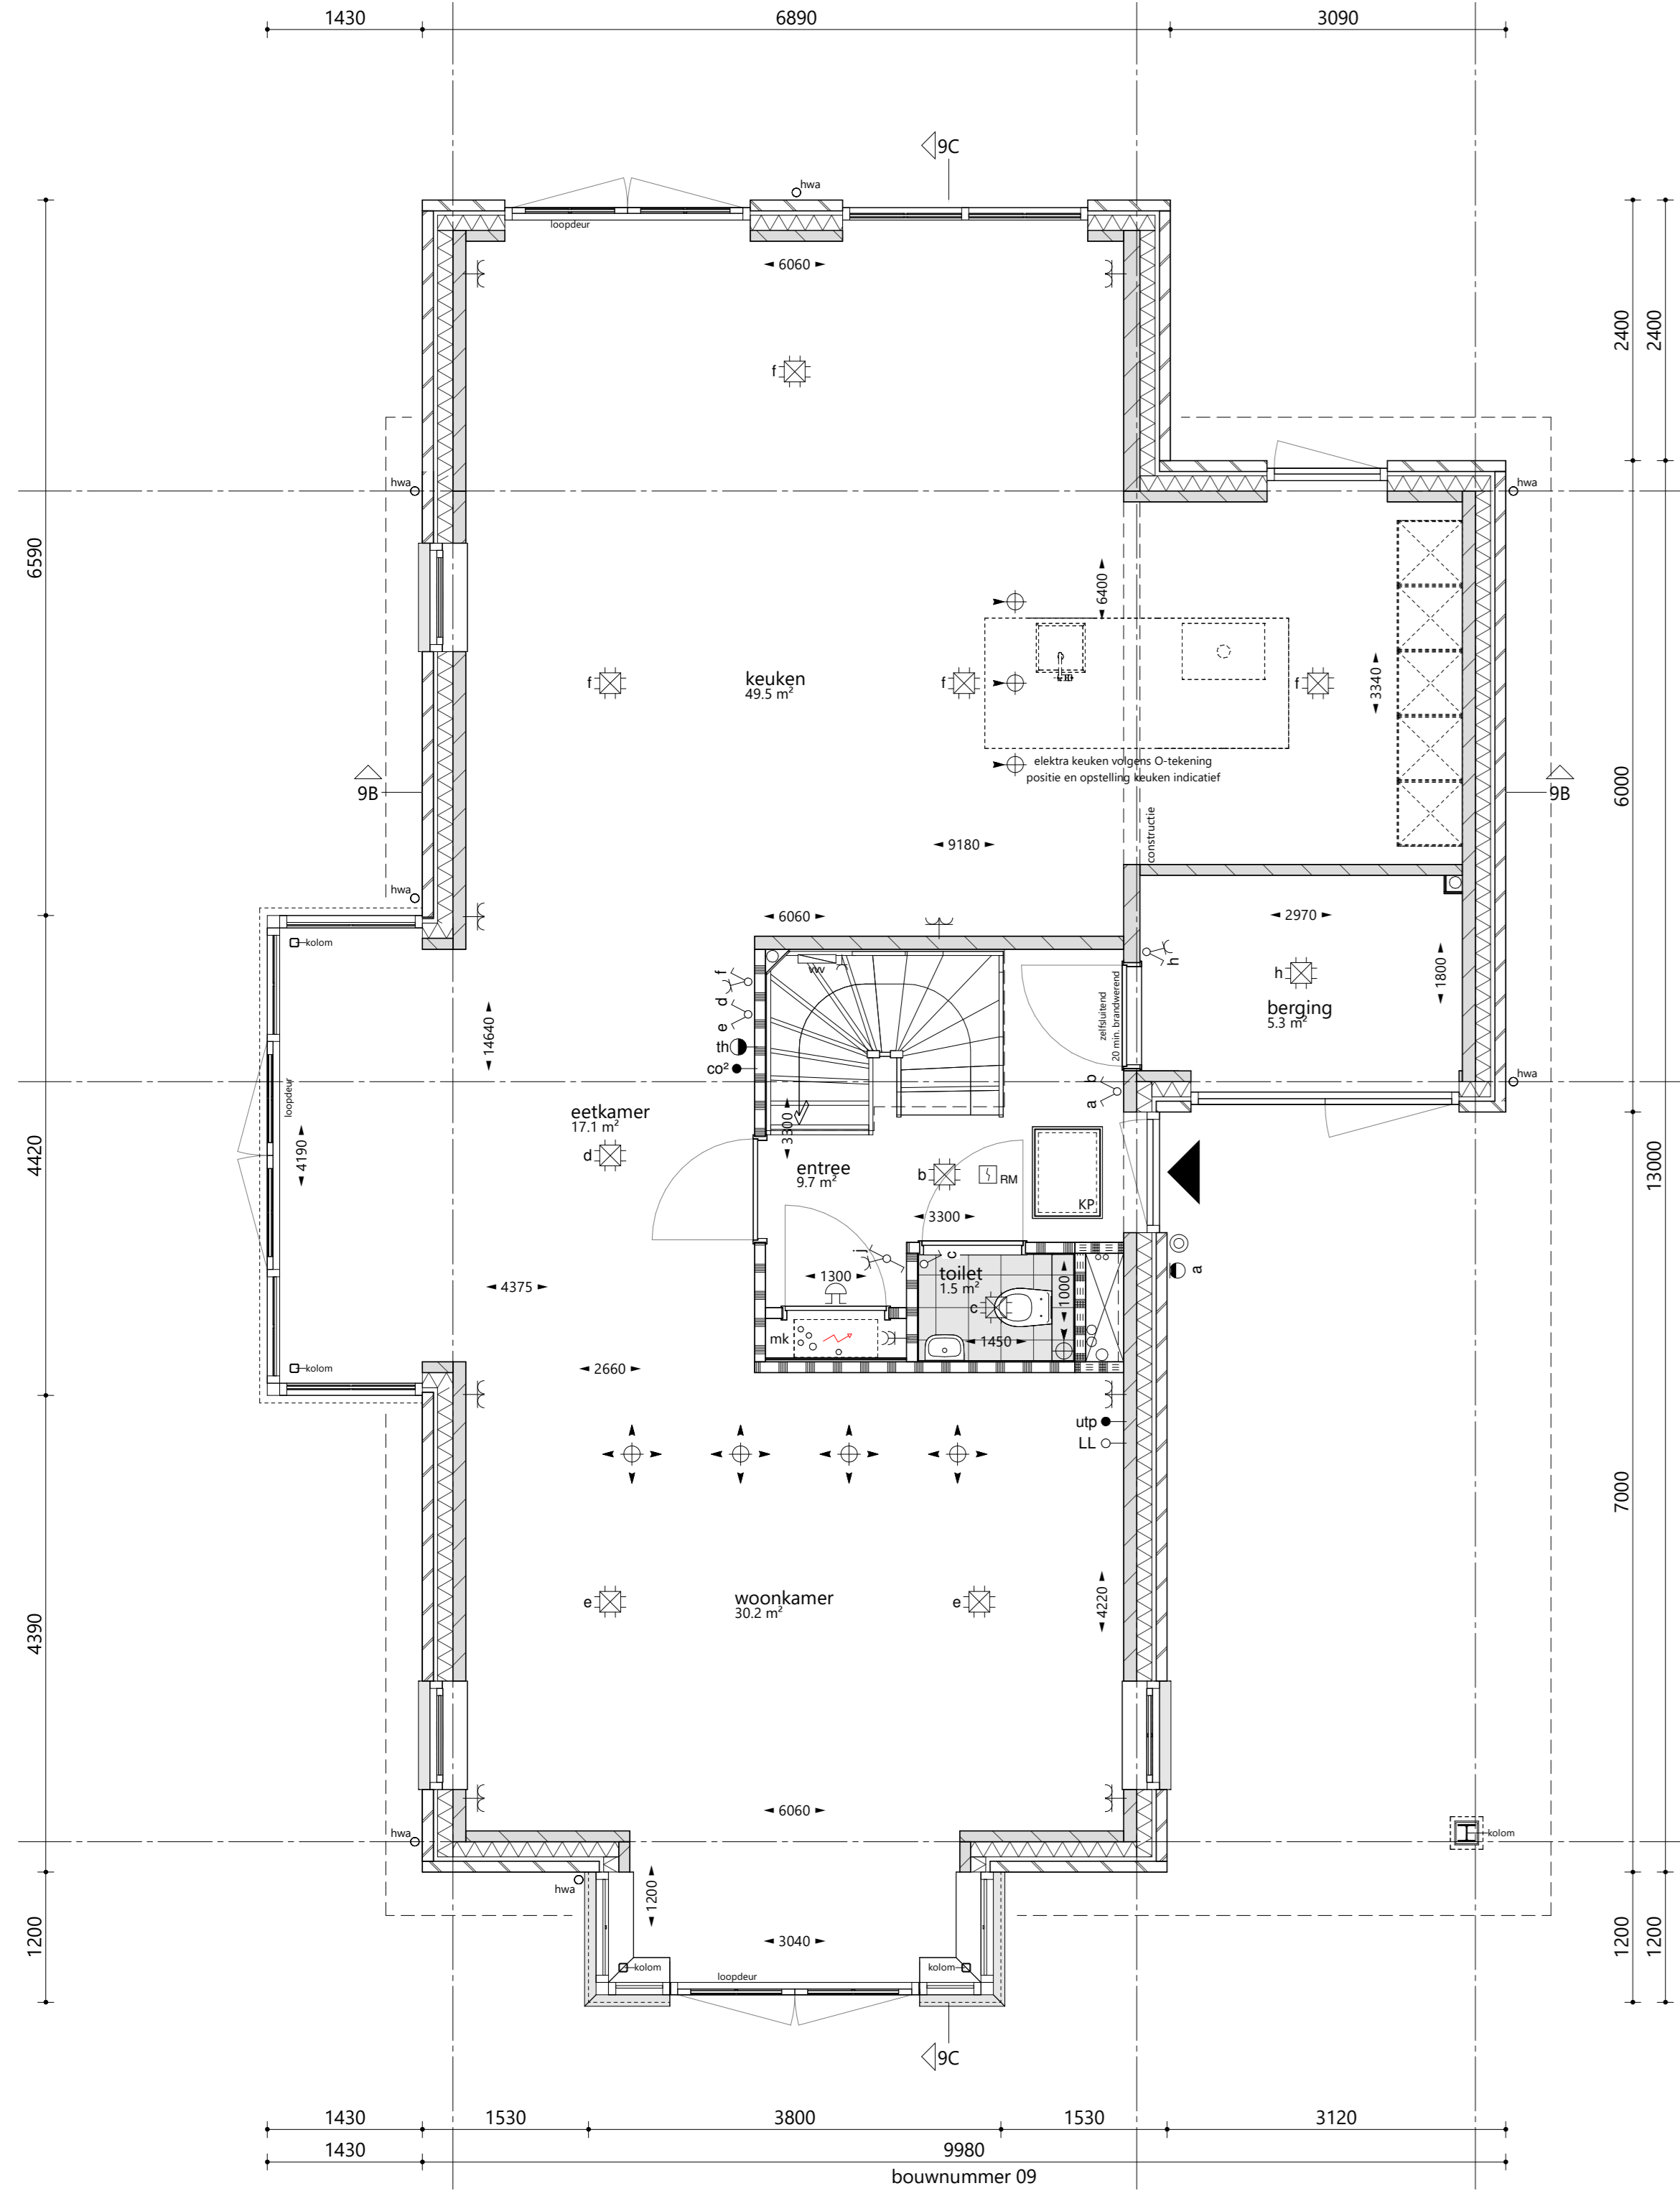 1430
6890
3090
9C
hwa
loopdeur
6060
2400
2400
f
hwa
hwa
6590
6400
keuken
49.5 m²
f
f
f
3340
elektra keuken volgens O-tekening
positie en opstelling keuken indicatief
9B
9B
6000
constructie
9180
hwa
6060
2970
kolom
vvv
f
d
e
th
co²
h
h
berging
5.3 m²
1800
zelfsluitend
20 min. brandwerend
14640
loopdeur
4190
4420
eetkamer
17.1 m²
d
3300
a b
hwa
entree
9.7 m²
b
RM
KP
3300
13000
4375
j
1300
c
toilet
1.5 m²
c
1000
1450
mk
a
kolom
2660
utp
LL
7000
4390
e
woonkamer
30.2 m²
e
4220
6060
hwa
kolom
hwa
1200
1200
1200
1200
3040
kolom
kolom
loopdeur
9C
1430
1530
3800
1530
3120
1430
9980
bouwnummer 09